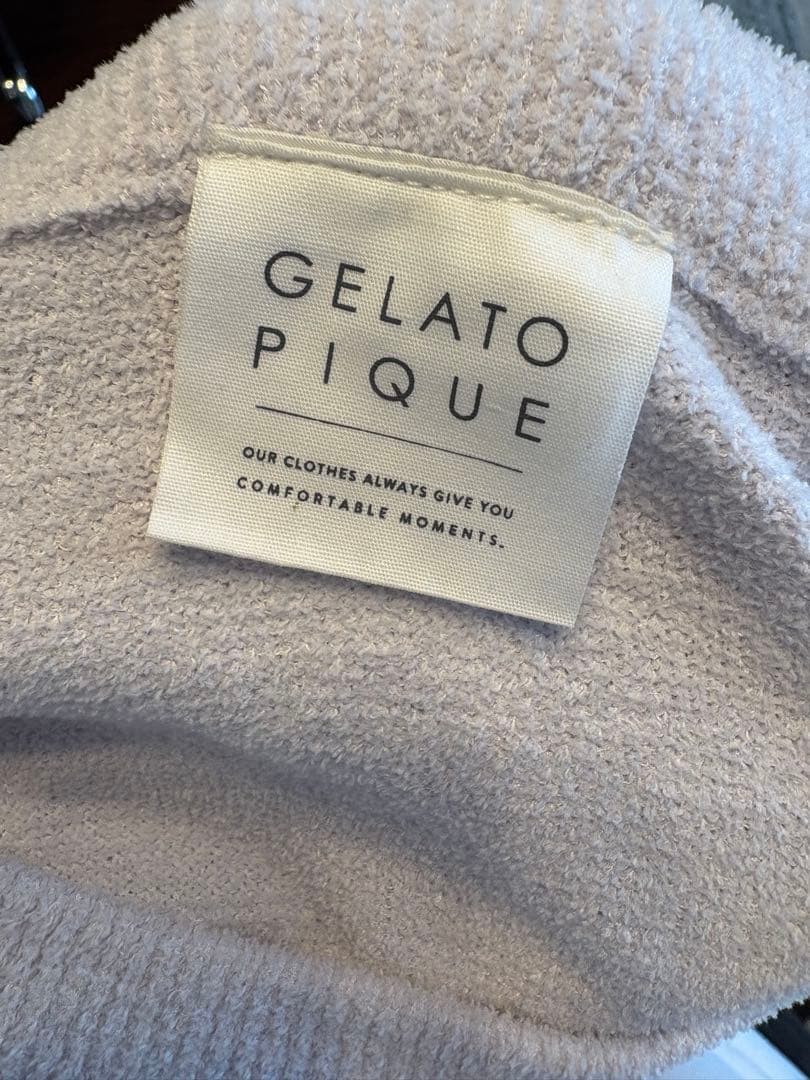 GELATO
PIQUE
OUR CLOTHES ALWAYS GIVE YOU
COMFORTABLE MOMENTS.